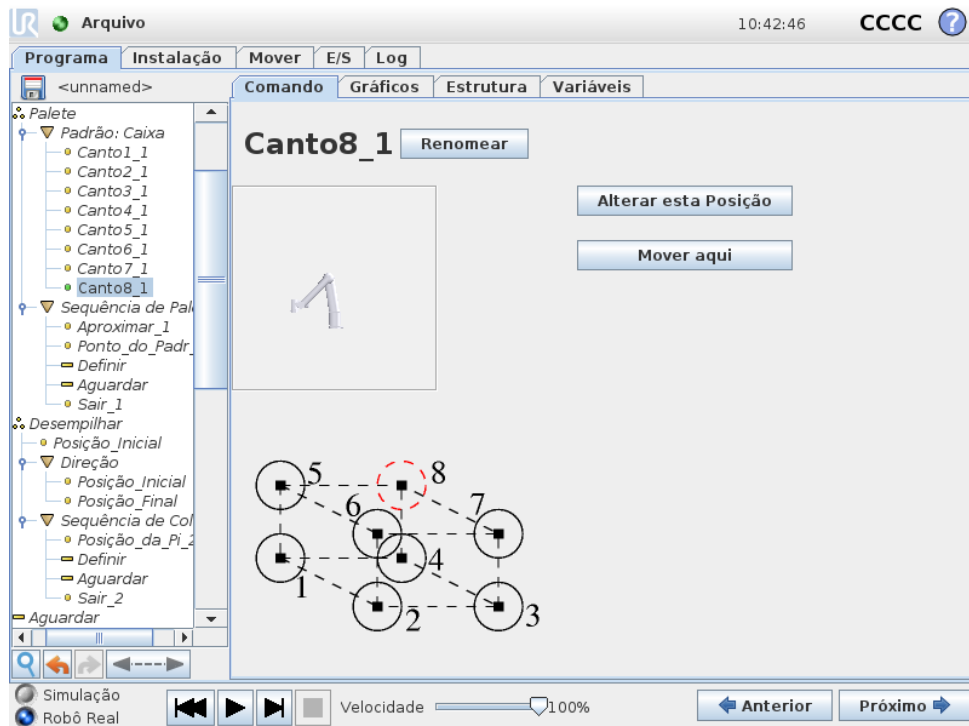 UR Arquivo 10:42:46 CCCC ?
Programa Instalação Mover E/S Log
<unnamed>
Comando Gráficos Estrutura Variáveis
Palete
Padrão: Caixa
Canto1_1
Canto2_1
Canto3_1
Canto4_1
Canto5_1
Canto6_1
Canto7_1
Canto8_1
Sequência de Pal
Aproximar_1
Ponto_do_Padr_
Definir
Aguardar
Sair_1
Desempilhar
Posição_Inicial
Direção
Posição_Inicial
Posição_Final
Sequência de Col
Posição_da_Pi_2
Definir
Aguardar
Sair_2
Aguardar
Canto8_1 Renomear
Alterar esta Posição
Mover aqui
5 8
6 7
1 4
2 3
Simulação
Robô Real
Velocidade 100%
Anterior Próximo